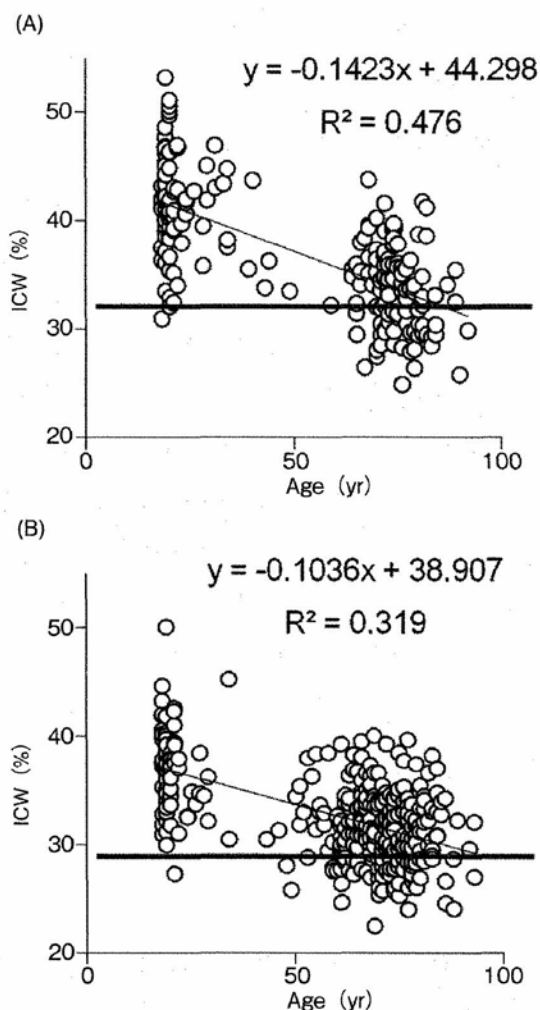 (A)
y = -0.1423x + 44.298
R² = 0.476
50
40
30
20
ICW (%)
0
50
100
Age (yr)
(B)
y = -0.1036x + 38.907
R² = 0.319
50
40
30
20
ICW (%)
0
50
100
Age (yr)